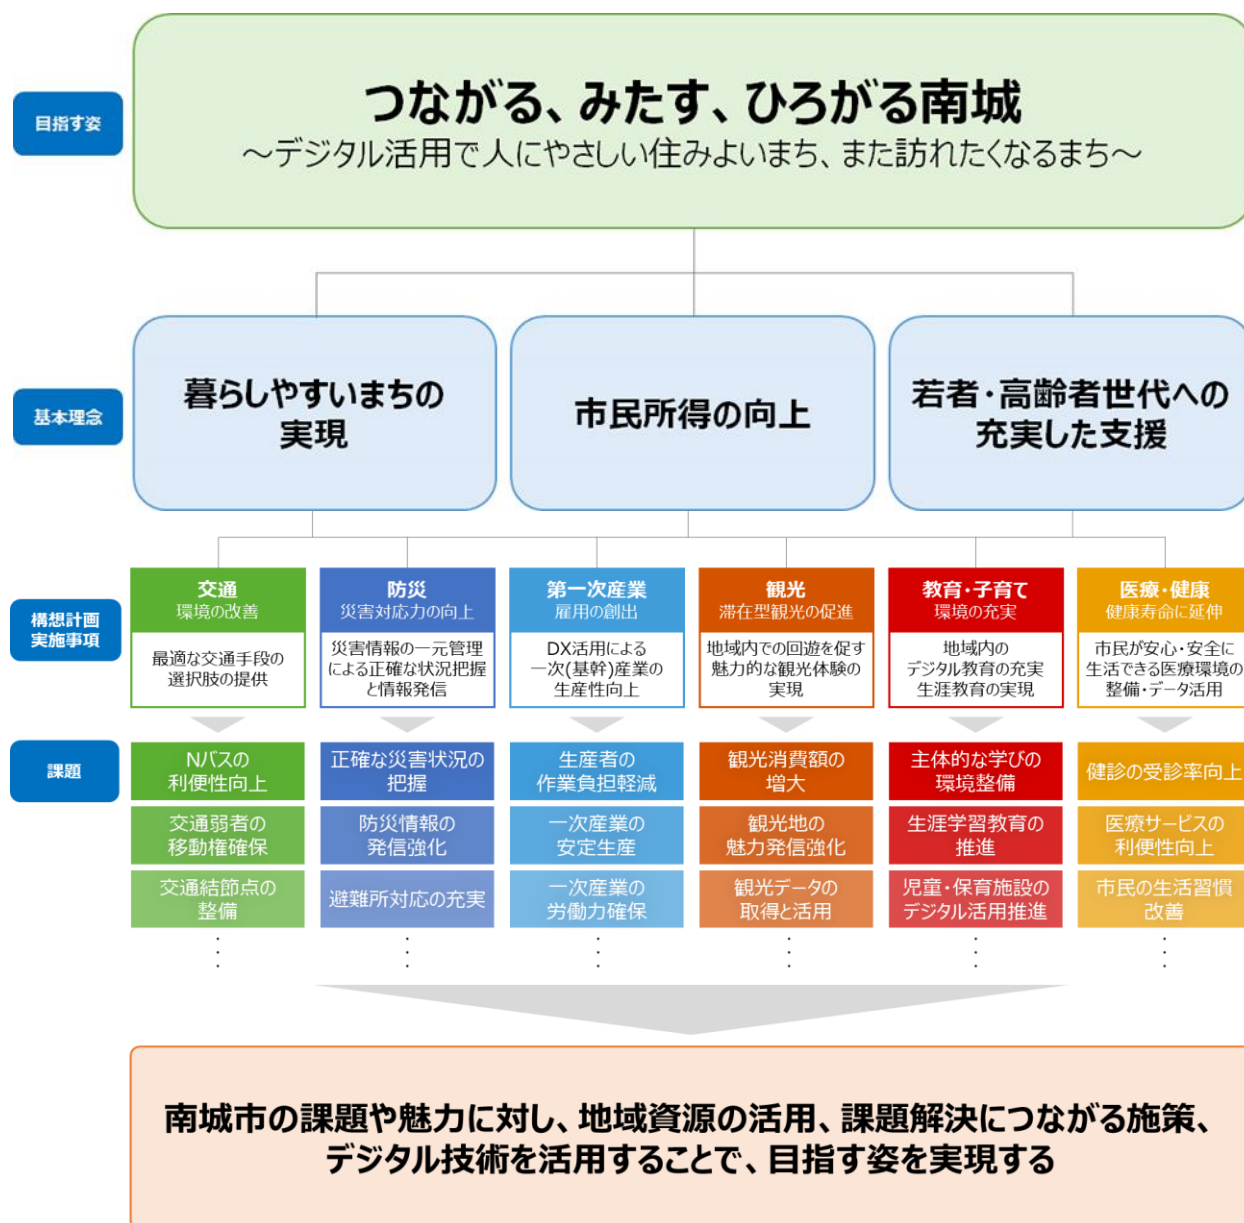 目指す姿
つながる、みたす、ひろがる南城
～デジタル活用で人にやさしい住みよいまち、また訪れたくなるまち～
基本理念
暮らしやすいまちの
実現
市民所得の向上
若者・高齢者世代への
充実した支援
構想計画
実施事項
交通
環境の改善
最適な交通手段の
選択肢の提供
防災
災害対応力の向上
災害情報の一元管理
による正確な状況把握
と情報発信
第一次産業
雇用の創出
DX活用による
一次(基幹)産業の
生産性向上
観光
滞在型観光の促進
地域内での回遊を促す
魅力的な観光体験の
実現
教育・子育て
環境の充実
地域内の
デジタル教育の充実
生涯教育の実現
医療・健康
健康寿命に延伸
市民が安心・安全に
生活できる医療環境の
整備・データ活用
課題
Nバスの
利便性向上
交通弱者の
移動権確保
交通結節点の
整備
正確な災害状況の
把握
防災情報の
発信強化
避難所対応の充実
生産者の
作業負担軽減
一次産業の
安定生産
一次産業の
労働力確保
観光消費額の
増大
観光地の
魅力発信強化
観光データの
取得と活用
主体的な学びの
環境整備
生涯学習教育の
推進
児童・保育施設の
デジタル活用推進
健診の受診率向上
医療サービスの
利便性向上
市民の生活習慣
改善
南城市の課題や魅力に対し、地域資源の活用、課題解決につながる施策、
デジタル技術を活用することで、目指す姿を実現する